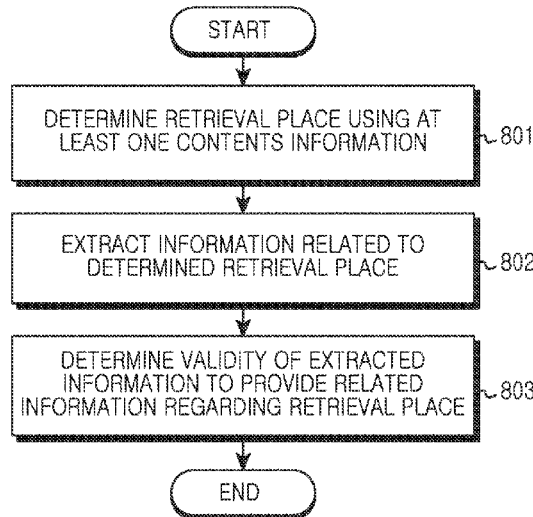 START
DETERMINE RETRIEVAL PLACE USING AT
LEAST ONE CONTENTS INFORMATION
801
EXTRACT INFORMATION RELATED TO
DETERMINED RETRIEVAL PLACE
802
DETERMINE VALIDITY OF EXTRACTED
INFORMATION TO PROVIDE RELATED
INFORMATION REGARDING RETRIEVAL PLACE
803
END